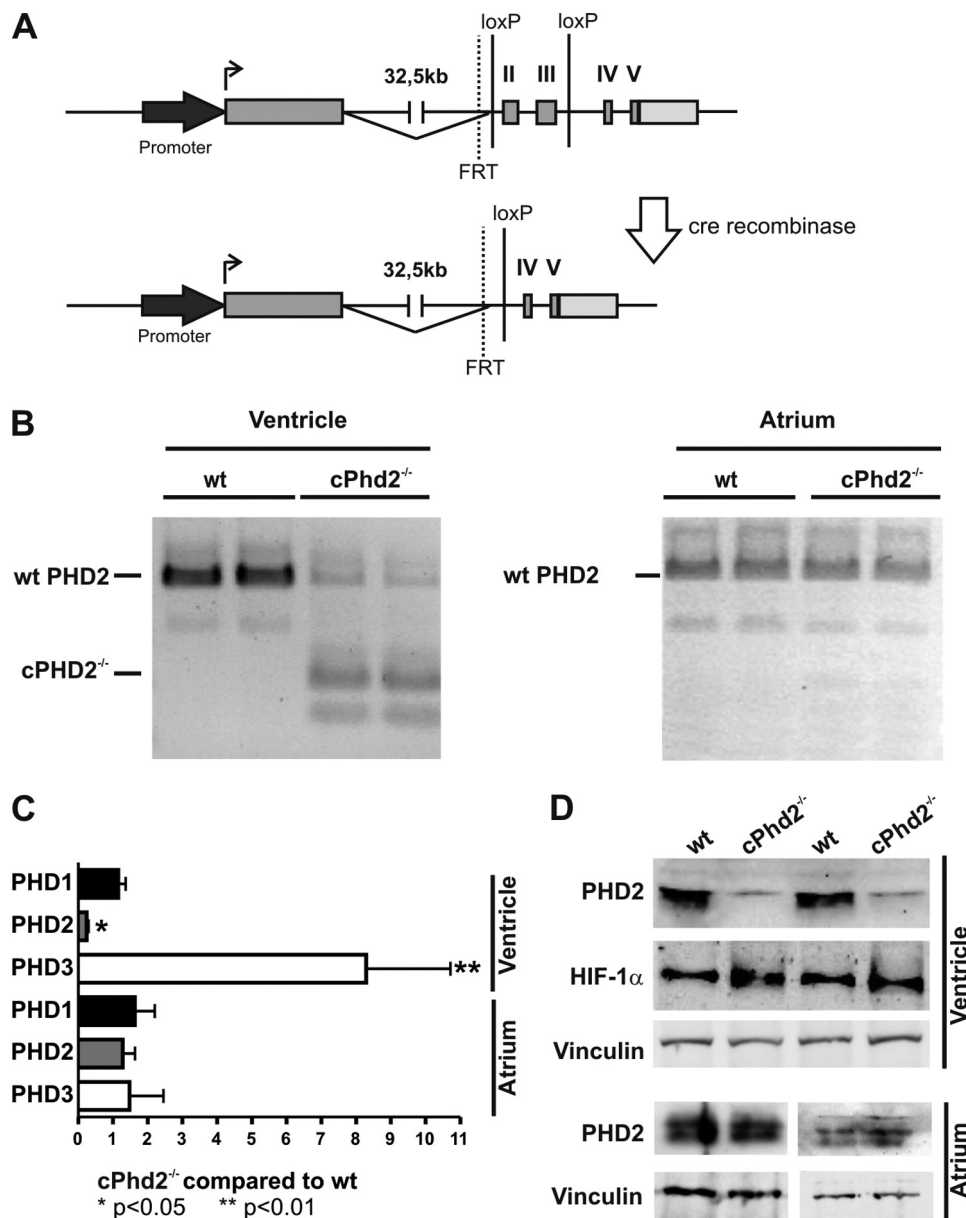 A
loxP loxP
32,5kb II III IV V
Promoter
FRT
loxP
cre recombinase
32,5kb IV V
Promoter
FRT
B
Ventricle Atrium
wt cPhd2-/- wt cPhd2-/-
wt PHD2 wt PHD2
cPHD2-/-
C
PHD1
PHD2 *
PHD3 **
Ventricle
PHD1
PHD2
PHD3
Atrium
0 1 2 3 4 5 6 7 8 9 10 11
cPhd2-/- compared to wt
* p<0.05 ** p<0.01
D
wt cPhd2-/- wt cPhd2-/-
PHD2
HIF-1α
Vinculin
Ventricle
PHD2
Vinculin
Atrium